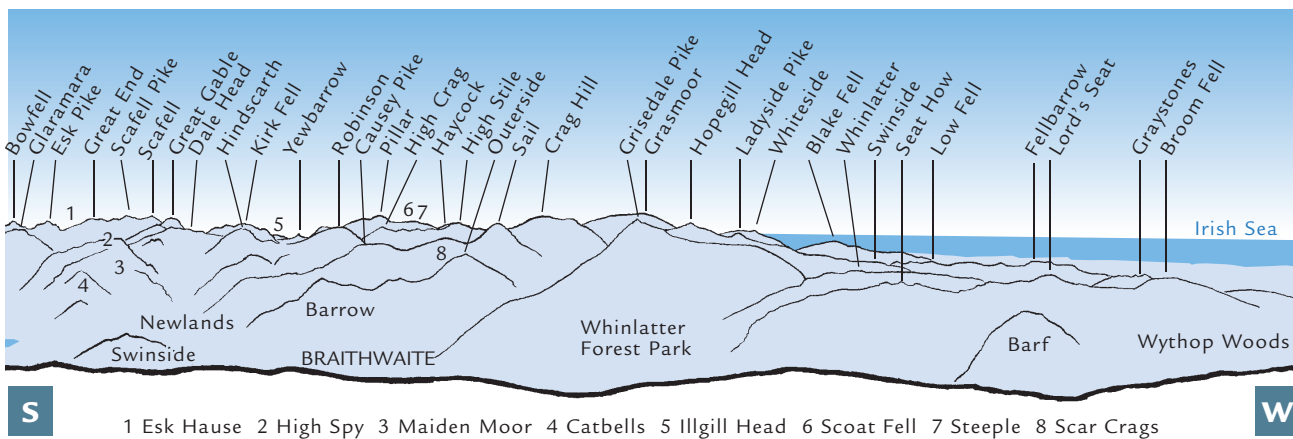 Bowfell
Glaramara
Esk Pike
Great End
Scafell Pike
Scafell
Great Gable
Dale Head
Hindscarth
Kirk Fell
Yewbarrow
Robinson
Causey Pike
Pillar
High Crag
Haycock
High Stile
Outerside
Sail
Crag Hill
Grisedale Pike
Grasmoor
Hopegill Head
Ladyside Pike
Whiteside
Blake Fell
Whinlatter
Swinside
Seat How
Low Fell
Fellbarrow
Lord's Seat
Graystones
Broom Fell
1
6 7
5
Irish Sea
2
8
3
4
Newlands
Barrow
Whinlatter
Forest Park
Swinside
BRAITHWAITE
Barf
Wythop Woods
S
W
1 Esk Hause 2 High Spy 3 Maiden Moor 4 Catbells 5 Illgill Head 6 Scoat Fell 7 Steeple 8 Scar Crags